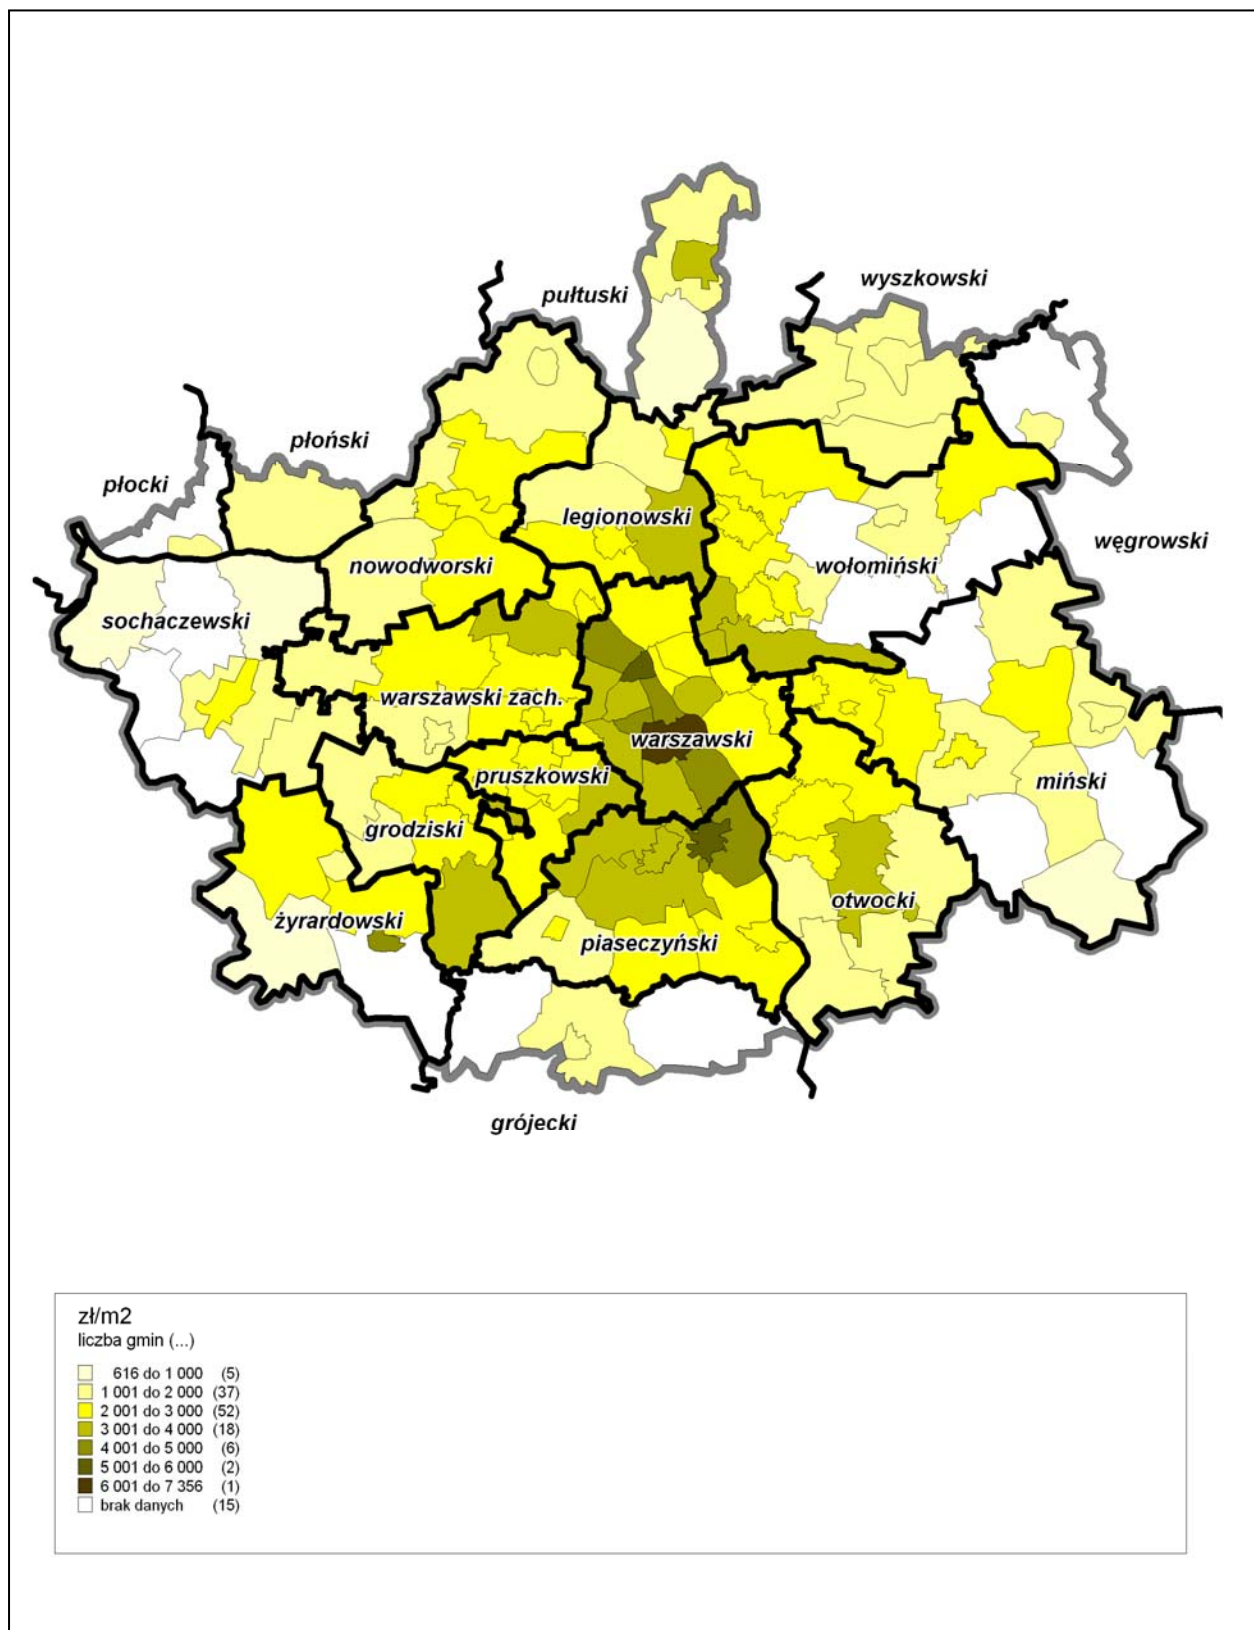 wyszkowski
pułtuski
płoński
płocki
legionowski
węgrowski
nowodworski
wołomiński
sochaczewski
warszawski zach.
warszawski
pruszkowski
miński
grodziski
otwocki
żyrardowski
piaseczyński
grójecki
zł/m2
liczba gmin (...)
616 do 1 000 (5)
1 001 do 2 000 (37)
2 001 do 3 000 (52)
3 001 do 4 000 (18)
4 001 do 5 000 (6)
5 001 do 6 000 (2)
6 001 do 7 356 (1)
brak danych (15)